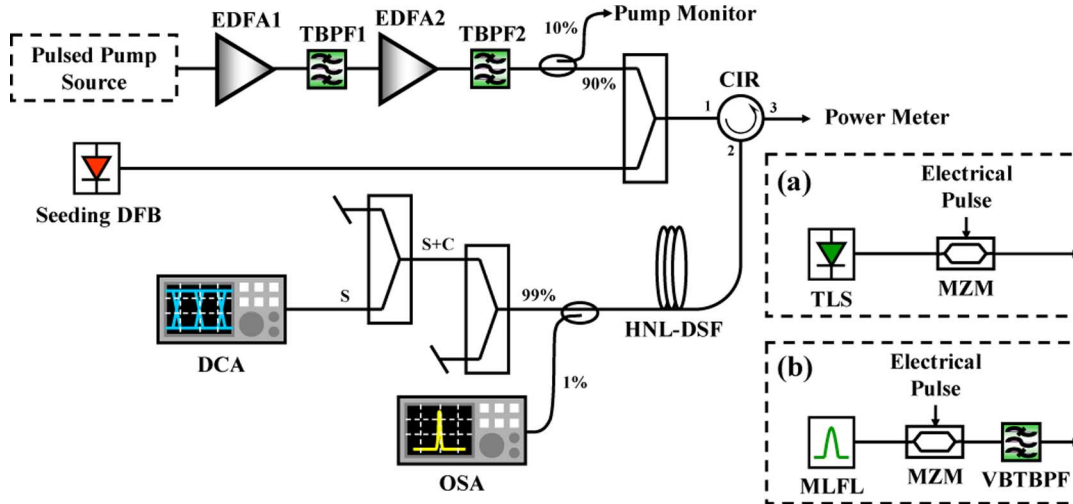 EDFA1
TBPF1
EDFA2
TBPF2
10%
Pump Monitor
Pulsed Pump
Source
90%
CIR
1
3
2
Power Meter
Seeding DFB
(a)
Electrical
Pulse
TLS
MZM
S+C
S
99%
HNL-DSF
DCA
1%
OSA
(b)
Electrical
Pulse
MLFL
MZM
VBTBPF